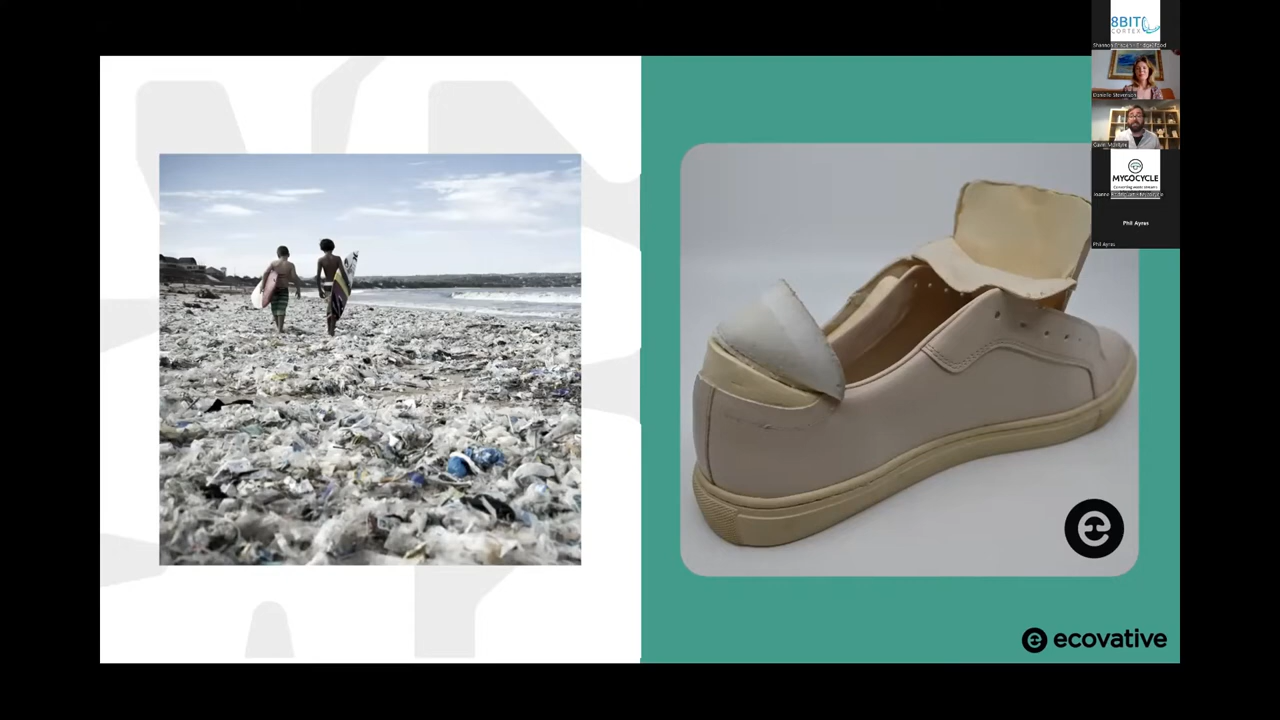 8BIT
CORTEX
Danielle Stevenson
Gavin McIntyre
MYCOCYCLE
Phil Ayres
Phil Ayres
ecovative